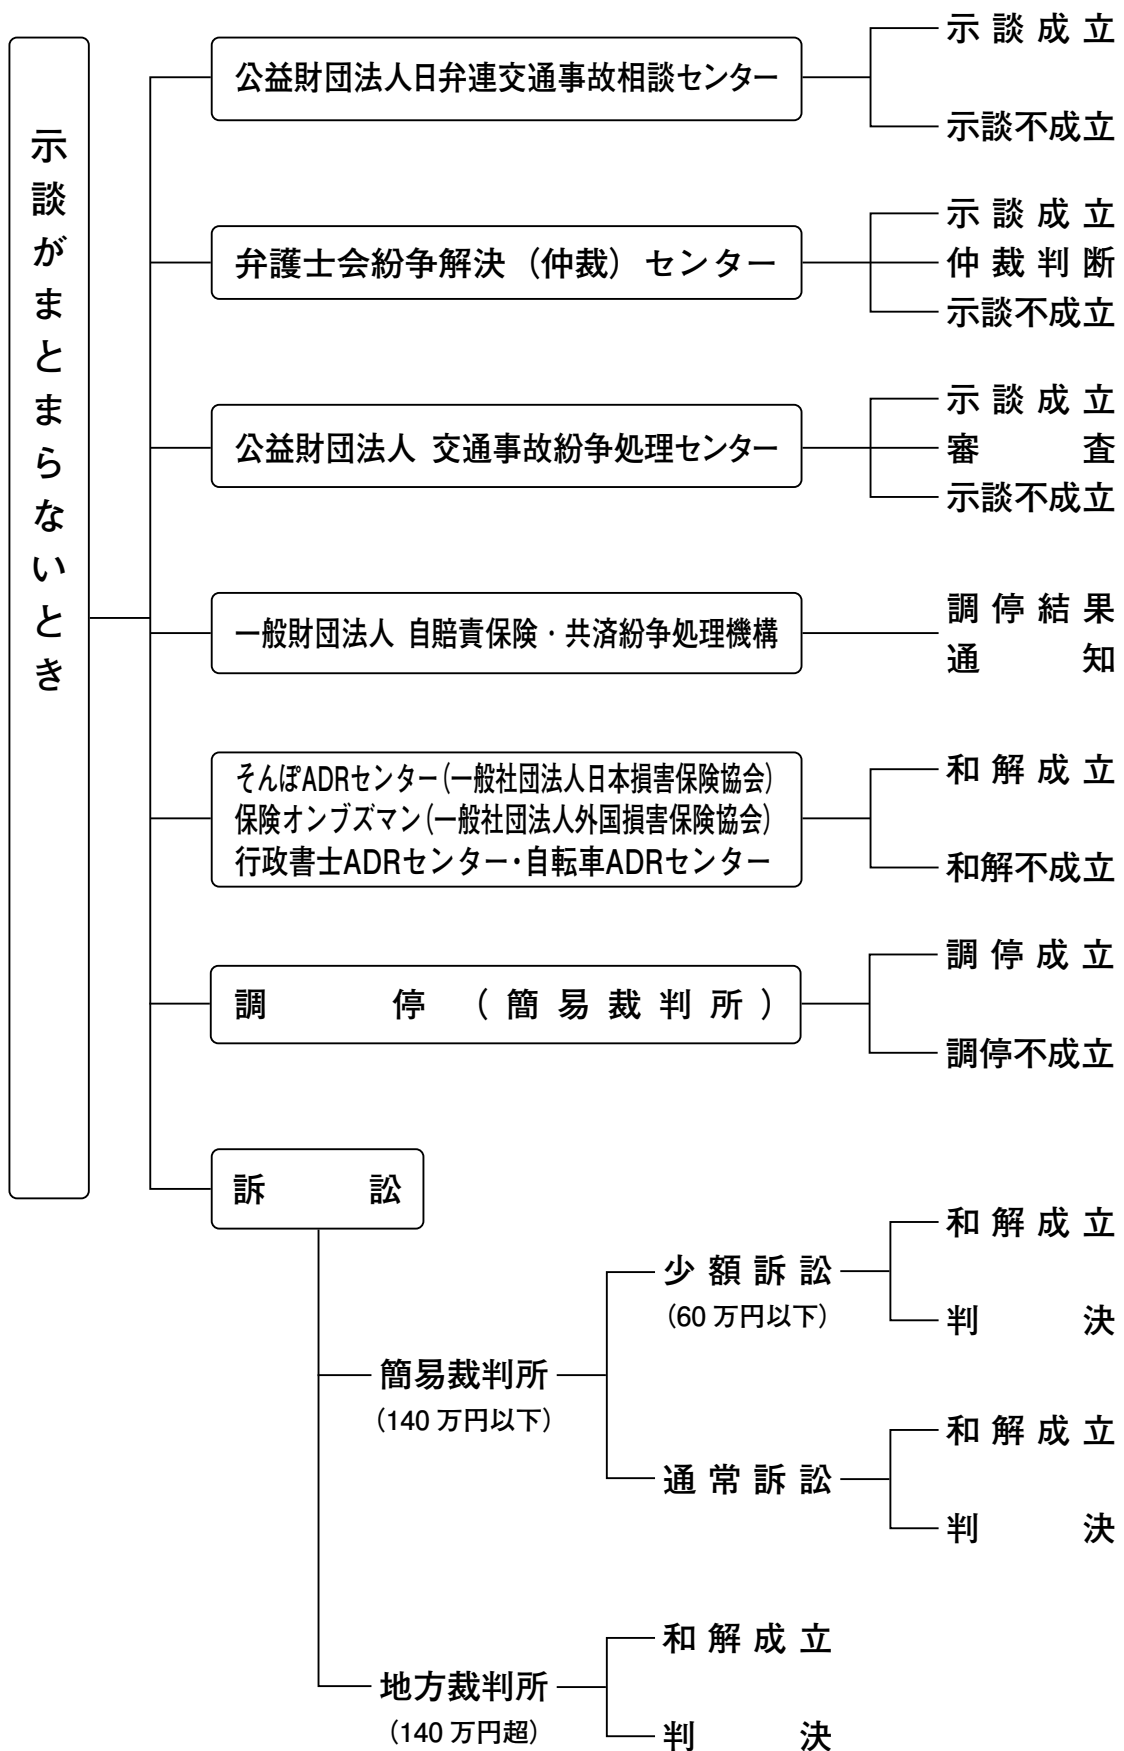 示談がまとまらないとき
公益財団法人日弁連交通事故相談センター
示談成立
示談不成立
弁護士会紛争解決（仲裁）センター
示談成立
仲裁判断
示談不成立
公益財団法人 交通事故紛争処理センター
示談成立
審査
示談不成立
一般財団法人 自賠責保険・共済紛争処理機構
調停結果
通知
そんぽADRセンター（一般社団法人日本損害保険協会）
保険オンブズマン（一般社団法人外国損害保険協会）
行政書士ADRセンター・自転車ADRセンター
和解成立
和解不成立
調停（簡易裁判所）
調停成立
調停不成立
訴訟
簡易裁判所
（140万円以下）
少額訴訟
（60万円以下）
和解成立
判決
通常訴訟
和解成立
判決
地方裁判所
（140万円超）
和解成立
判決